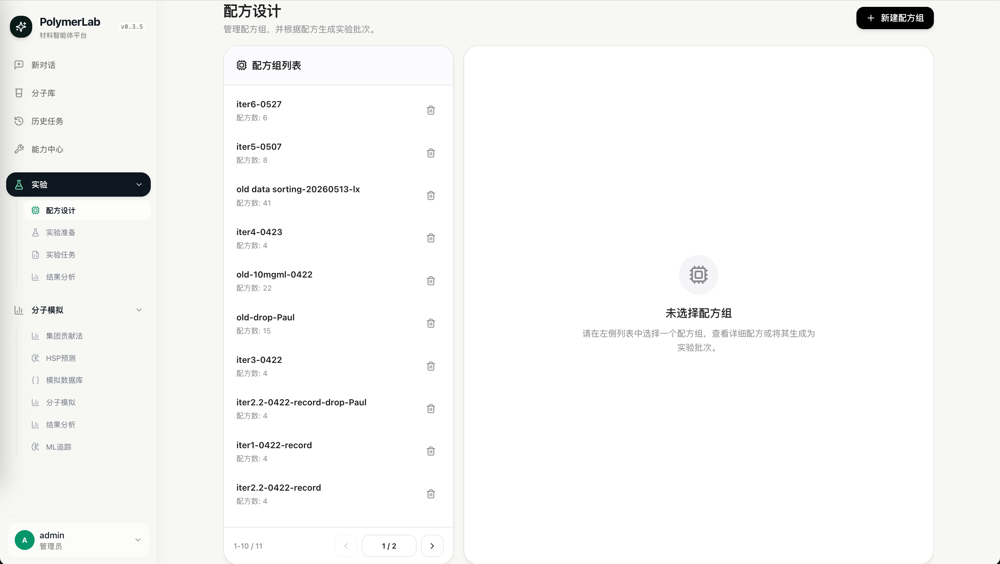 PolymerLab
材料智能体平台
v0.3.5
新对话
分子库
历史任务
能力中心
实验
配方设计
实验准备
实验任务
结果分析
分子模拟
集团贡献法
HSP预测
模拟数据库
分子模拟
结果分析
ML追踪
A
admin
管理员
配方设计
管理配方组，并根据配方生成实验批次。
新建配方组
配方组列表
iter6-0527
配方数: 6
iter5-0507
配方数: 8
old data sorting-20260513-lx
配方数: 41
iter4-0423
配方数: 4
old-10mgml-0422
配方数: 22
old-drop-Paul
配方数: 15
iter3-0422
配方数: 4
iter2.2-0422-record-drop-Paul
配方数: 4
iter1-0422-record
配方数: 4
iter2.2-0422-record
配方数: 4
1-10 / 11
1 / 2
未选择配方组
请在左侧列表中选择一个配方组，查看详细配方或将其生成为
实验批次。